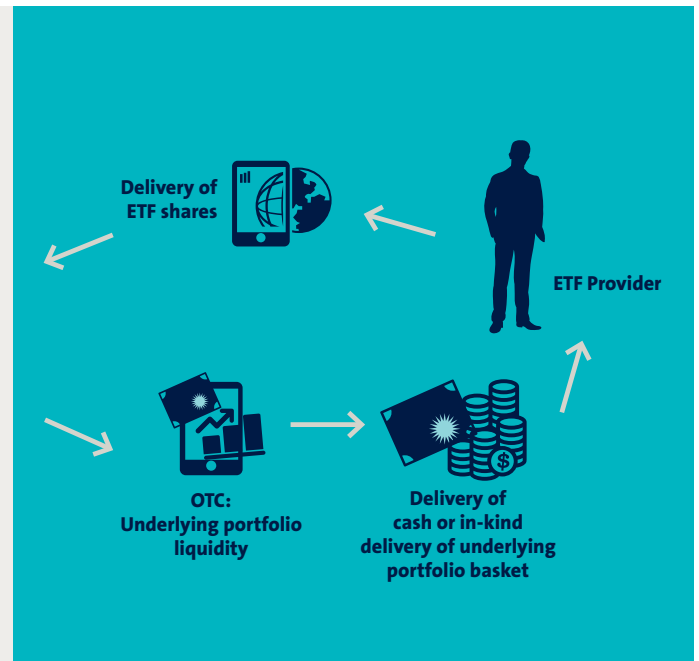 Delivery of
ETF shares
ETF Provider
OTC:
Underlying portfolio
liquidity
$
Delivery of
cash or in-kind
delivery of underlying
portfolio basket